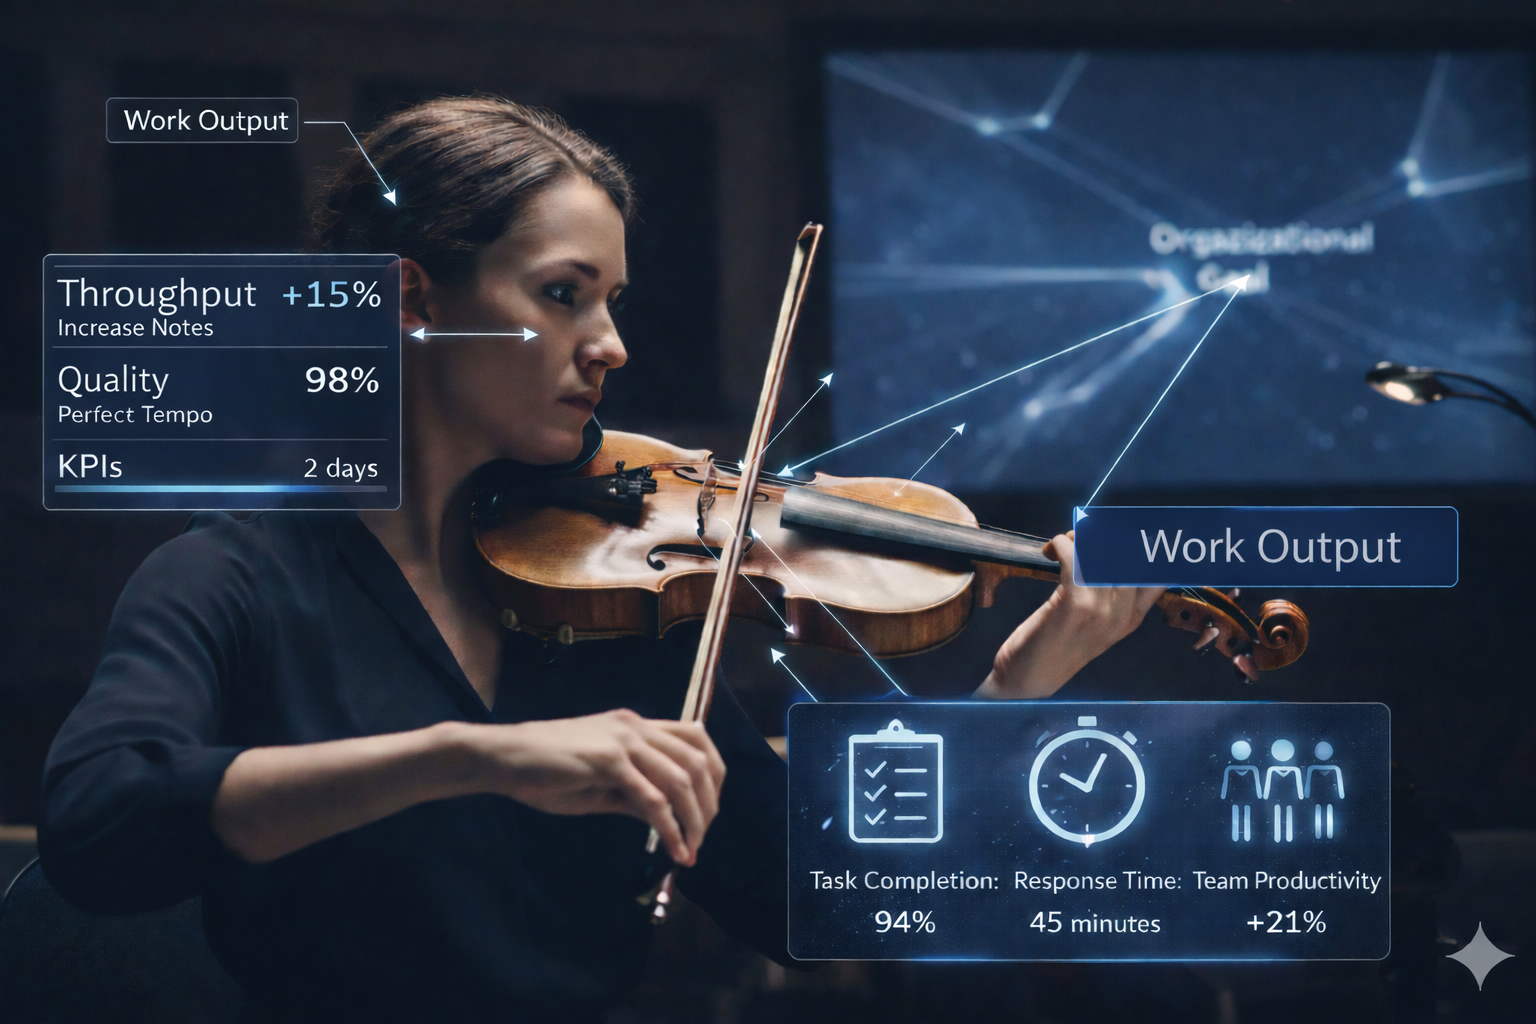 Work Output
Throughput +15%
Increase Notes
Quality 98%
Perfect Tempo
KPIs 2 days
Work Output
Task Completion: Response Time: Team Productivity
94% 45 minutes +21%